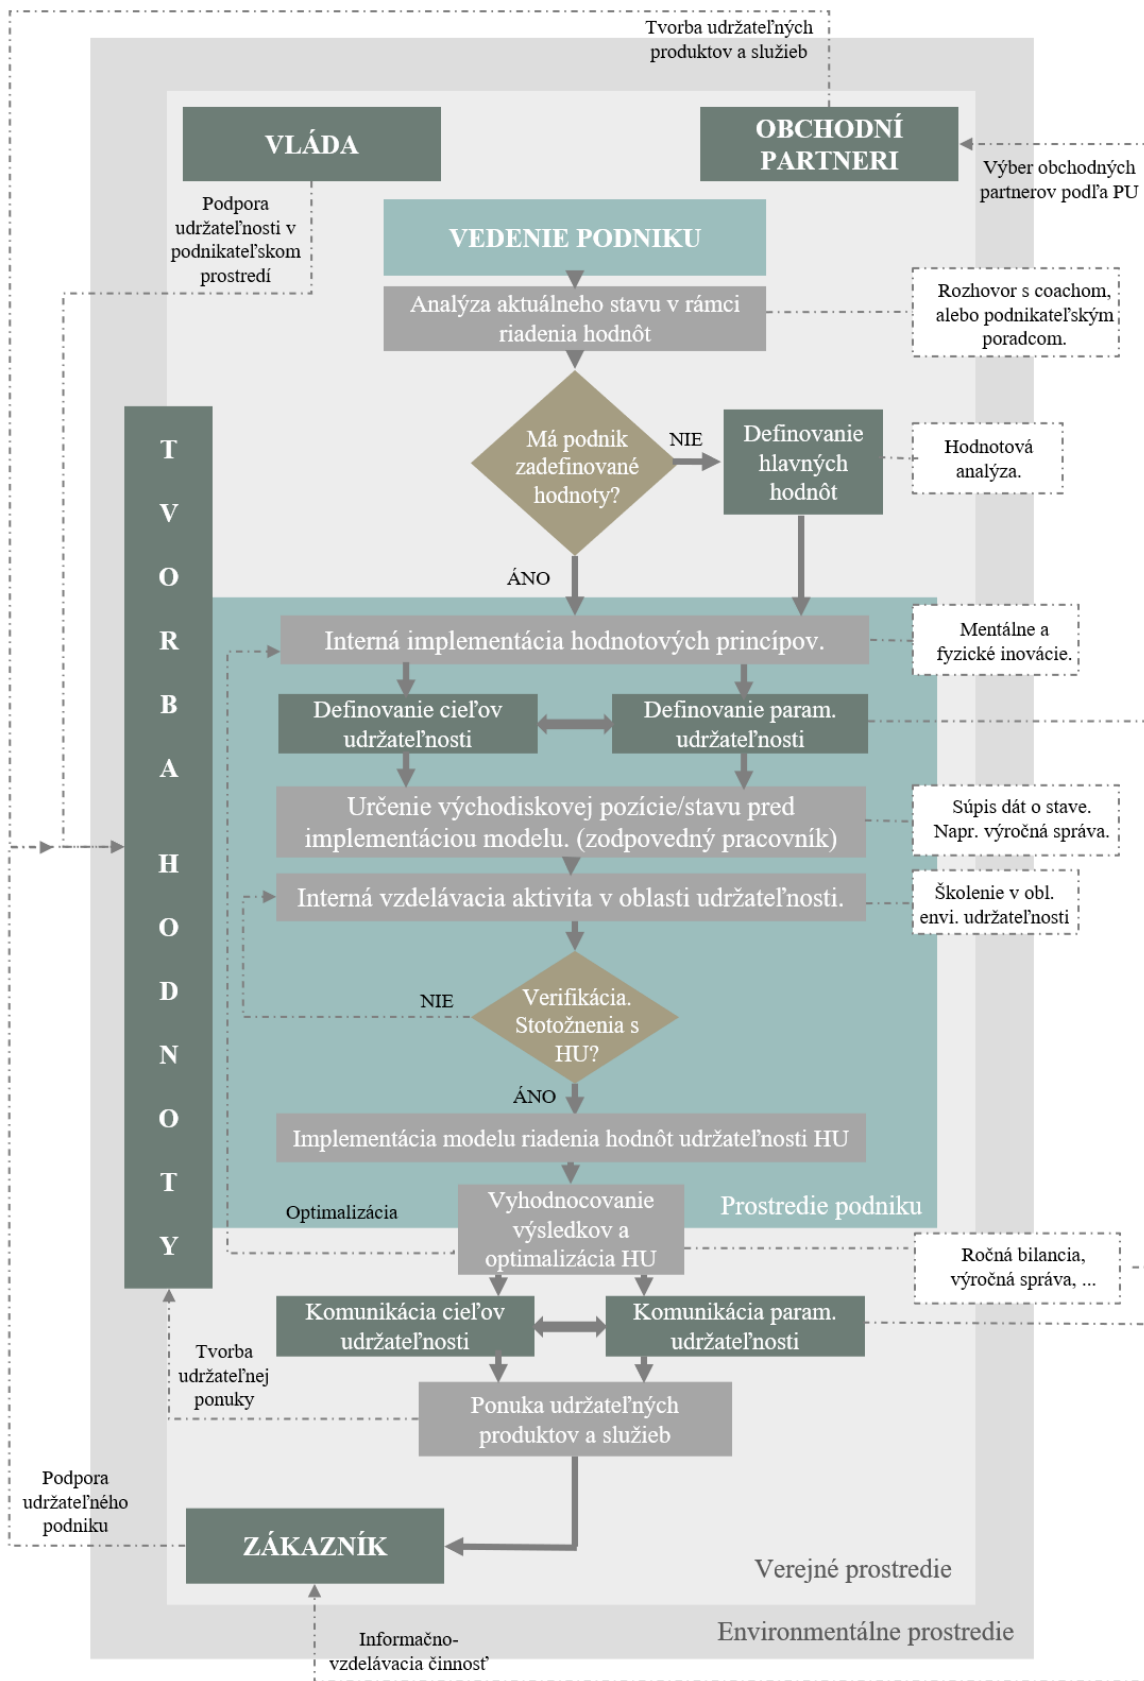 Tvorba udržateľných
produktov a služieb
VLÁDA
OBCHODNÍ
PARTNERI
Výber obchodných
partnerov podľa PU
Podpora
udržateľnosti v
podnikateľskom
prostredí
VEDENIE PODNIKU
Analýza aktuálneho stavu v rámci
riadenia hodnôt
Rozhovor s coachom,
alebo podnikateľským
poradcom.
Má podnik
zadefinované
hodnoty?
NIE
Definovanie
hlavných
hodnôt
Hodnotová
analýza.
ÁNO
T
V
O
R
B
A
H
O
D
N
O
T
Y
Interná implementácia hodnotových princípov.
Mentálne a
fyzické inovácie.
Definovanie cieľov
udržateľnosti
Definovanie param.
udržateľnosti
Určenie východiskovej pozície/stavu pred
implementáciou modelu. (zodpovedný pracovník)
Súpis dát o stave.
Napr. výročná správa.
Interná vzdelávacia aktivita v oblasti udržateľnosti.
Školenie v obl.
envi. udržateľnosti
NIE
Verifikácia.
Stotožnenia s
HU?
ÁNO
Implementácia modelu riadenia hodnôt udržateľnosti HU
Prostredie podniku
Optimalizácia
Vyhodnocovanie
výsledkov a
optimalizácia HU
Ročná bilancia,
výročná správa, ...
Komunikácia cieľov
udržateľnosti
Komunikácia param.
udržateľnosti
Tvorba
udržateľnej
ponuky
Ponuka udržateľných
produktov a služieb
Podpora
udržateľného
podniku
ZÁKAZNÍK
Verejné prostredie
Environmentálne prostredie
Informačno-
vzdelávacia činnosť